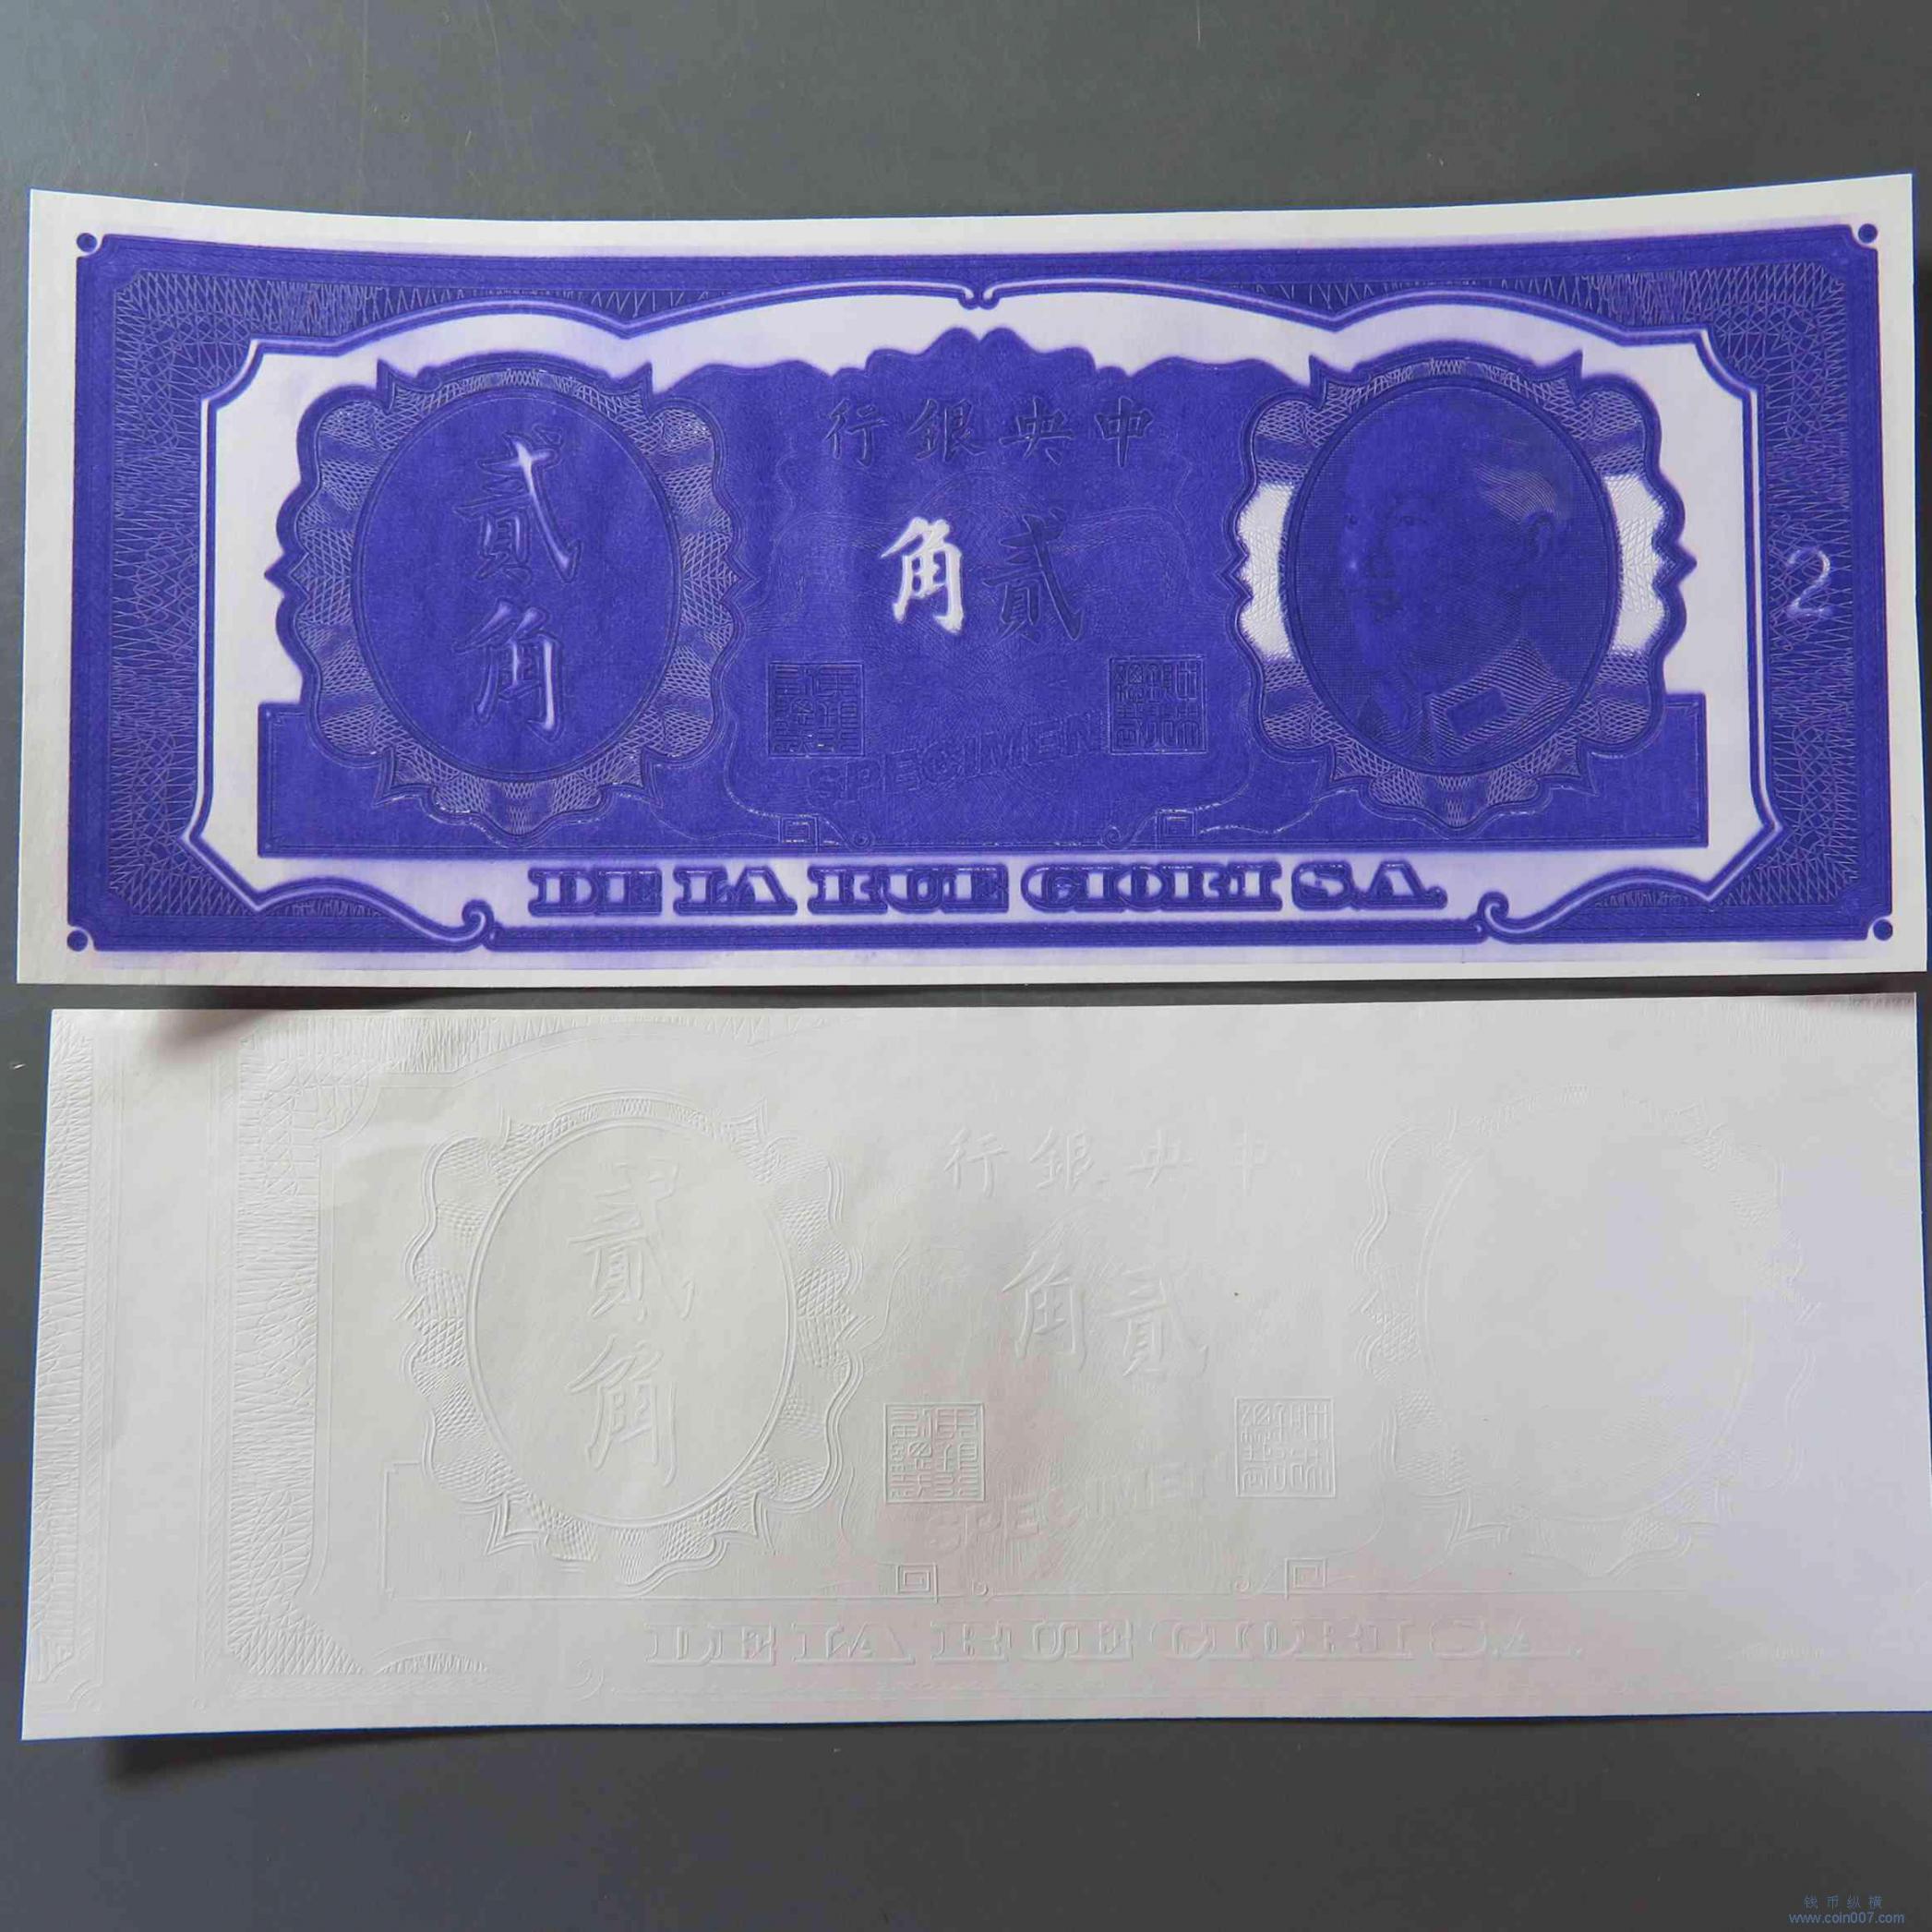 行銀央中
貳角
角貳
2
SPECIMEN
DE LA RUE GIORI S.A.
行銀央中
貳角
角貳
SPECIMEN
DE LA RUE GIORI S.A.
钱币纵横
www.coin007.com